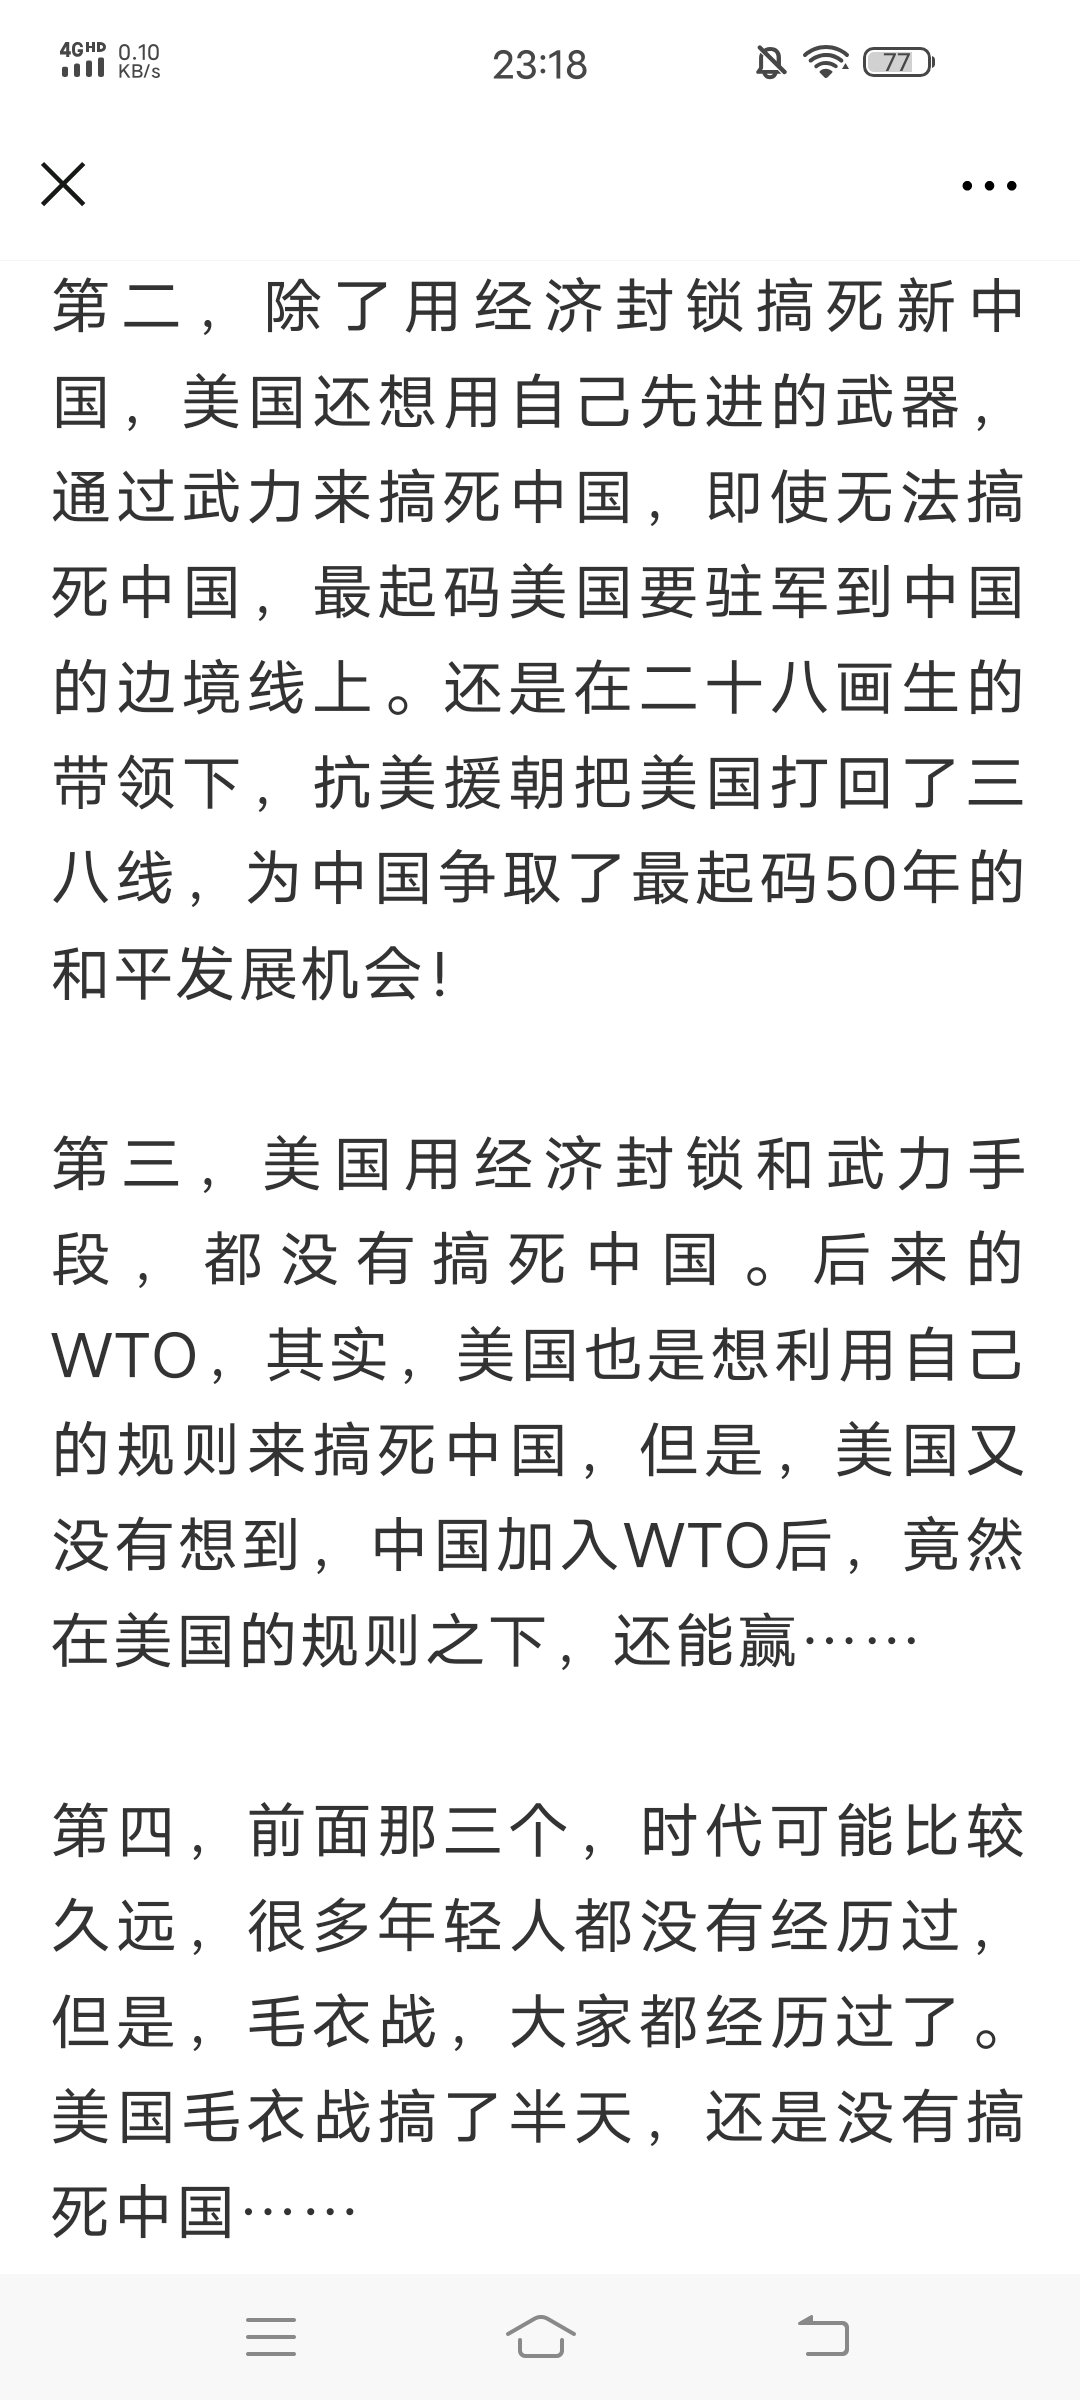 4G HD 0.10 KB/s 23:18 77
第二，除了用经济封锁搞死新中
国，美国还想用自己先进的武器，
通过武力来搞死中国，即使无法搞
死中国，最起码美国要驻军到中国
的边境线上。还是在二十八画生的
带领下，抗美援朝把美国打回了三
八线，为中国争取了最起码50年的
和平发展机会！
第三，美国用经济封锁和武力手
段，都没有搞死中国。后来的
WTO，其实，美国也是想利用自己
的规则来搞死中国，但是，美国又
没有想到，中国加入WTO后，竟然
在美国的规则之下，还能赢……
第四，前面那三个，时代可能比较
久远，很多年轻人都没有经历过，
但是，毛衣战，大家都经历过了。
美国毛衣战搞了半天，还是没有搞
死中国……